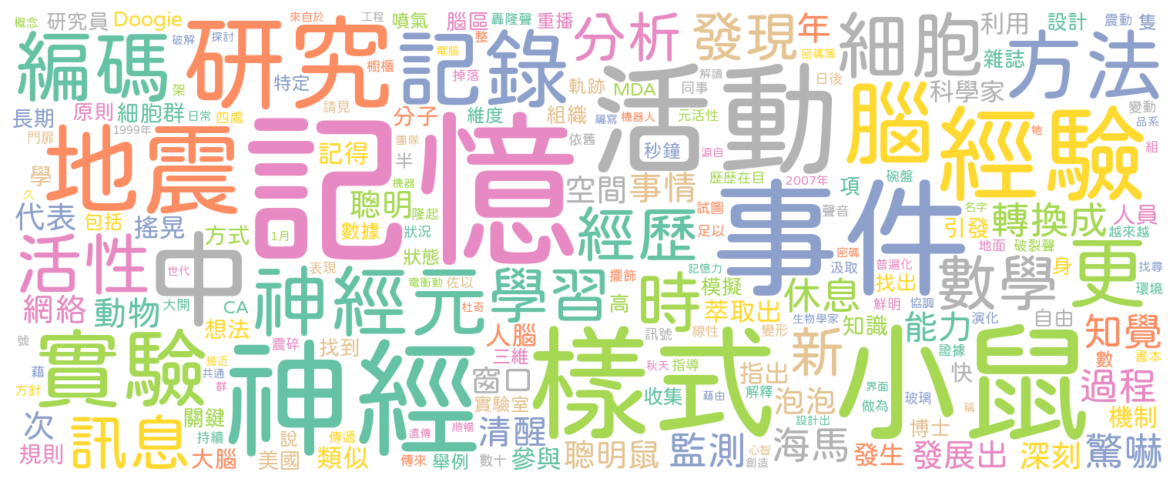 概念 研究員 Doogie 來自於 工程 噴氣 腦區 轟隆聲 重播 分析 發現 年 密碼簿 細胞 利用 設計 震動 隻
編碼 研究 破解 探討 記錄 電腦 整 方法
架 特定 櫥櫃 掉落 軌跡 MDA 解讀 同事 日後 科學家 雜誌
長期 原則 細胞群 日常 四處 請見 分子 維度 組織 編寫 機器人 元活性 活動 腦 經驗 變動 品系
門扉 1999年 地震 記憶 團隊 記得 半 依舊 秒鐘 源自 牠 組
學 久 聰明 機器 隆起 空間 事情 歷歷在目 2007年 項 碗盤
代表 包括 搖晃 1月 數據 狀況 經歷 試圖 足以 聲音 事件 名字 引發 轉換成 人員 越來越
活性 中 方式 狀態 普遍化 汲取 找出 地面 破裂聲 身 更 找尋 環境
世代 表現 電衝動 佐以 擺飾 記憶力 模擬 數學
網絡 動物 大開 CA 神經元 杜奇 學習 高 時 萃取出 休息 鮮明 協調
號 想法 人腦 訊號 線性 變形 生物學家 知識 能力 演化 自由 知覺
實驗 接近 共通 群 震碎 找到 三維 樣式 秋天 指導 指出 新 小鼠 證據 快 數 書本
藉 方針 神經 窗口 實驗室 收集 藉由 解釋 泡泡 界面 做為 玻璃 稱 過程
次 訊息 關鍵 持續 說 傳遞 遺傳 順暢 清醒 設計出 海馬 博士 機制
規則 大腦 美國 類似 傳來 舉例 數十 參與 聰明鼠 監測 心智 創造 發生 發展出 深刻 驚嚇